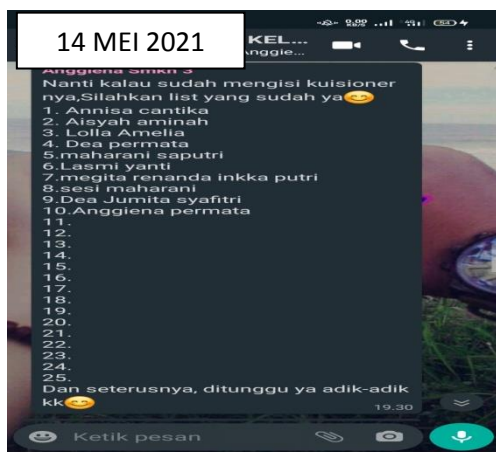 14 MEI 2021
KEL...
Anggie...
Anggiena Smkn 3
Nanti kalau sudah mengisi kuisioner
nya,Silahkan list yang sudah ya😊
1. Annisa cantika
2. Aisyah aminah
3. Lolla Amelia
4. Dea permata
5.maharani saputri
6.Lasmi yanti
7.megita renanda inkka putri
8.sesi maharani
9.Dea Jumita syafitri
10.Anggiena permata
11.
12.
13.
14.
15.
16.
17.
18.
19.
20.
21.
22.
23.
24.
25.
Dan seterusnya, ditunggu ya adik-adik
kk😊
19.30
Ketik pesan